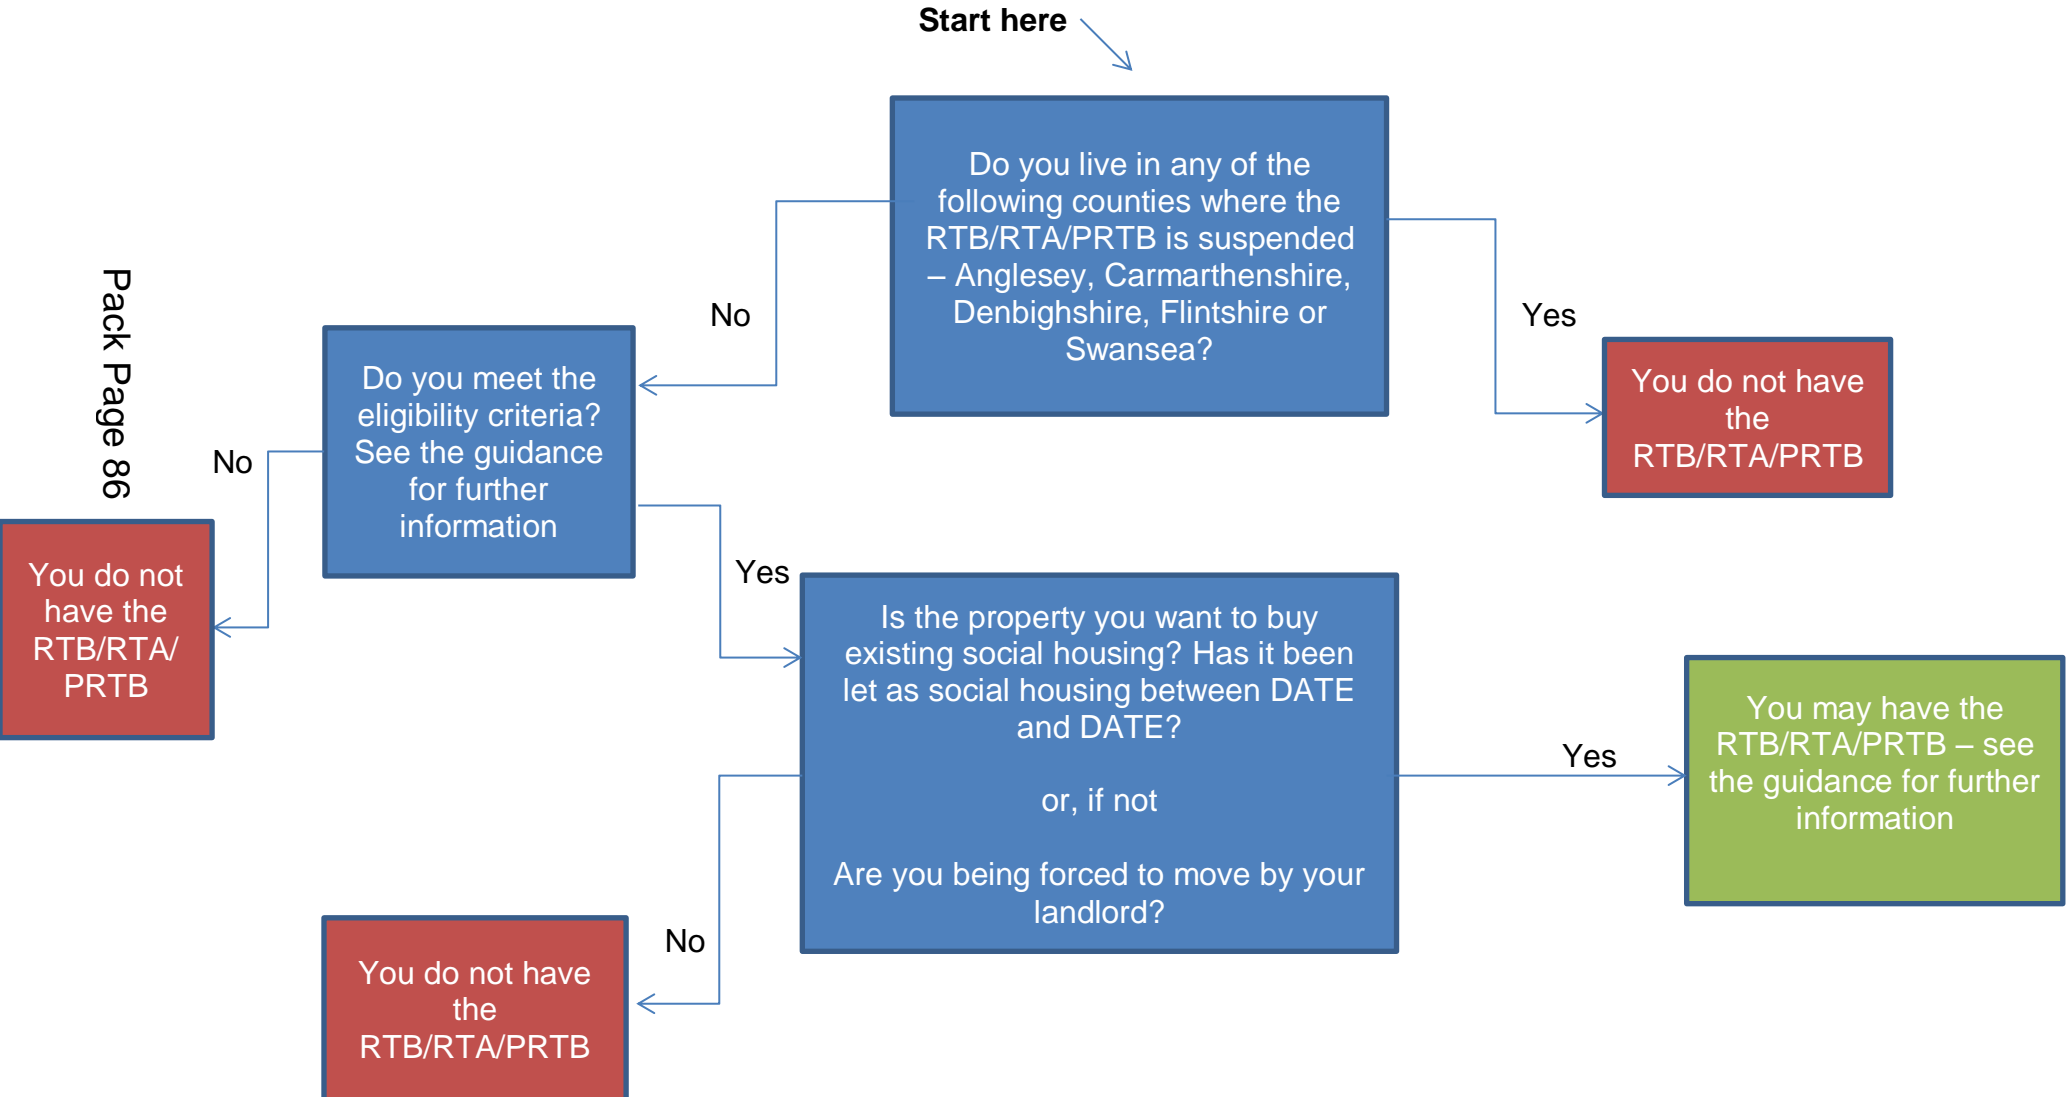 Start here
Do you live in any of the
following counties where the
RTB/RTA/PRTB is suspended
– Anglesey, Carmarthenshire,
Denbighshire, Flintshire or
Swansea?
No
Yes
You do not have
the
RTB/RTA/PRTB
Do you meet the
eligibility criteria?
See the guidance
for further
information
No
You do not
have the
RTB/RTA/
PRTB
Yes
Is the property you want to buy
existing social housing? Has it been
let as social housing between DATE
and DATE?
or, if not
Are you being forced to move by your
landlord?
Yes
You may have the
RTB/RTA/PRTB – see
the guidance for further
information
No
You do not have
the
RTB/RTA/PRTB
Pack Page 86